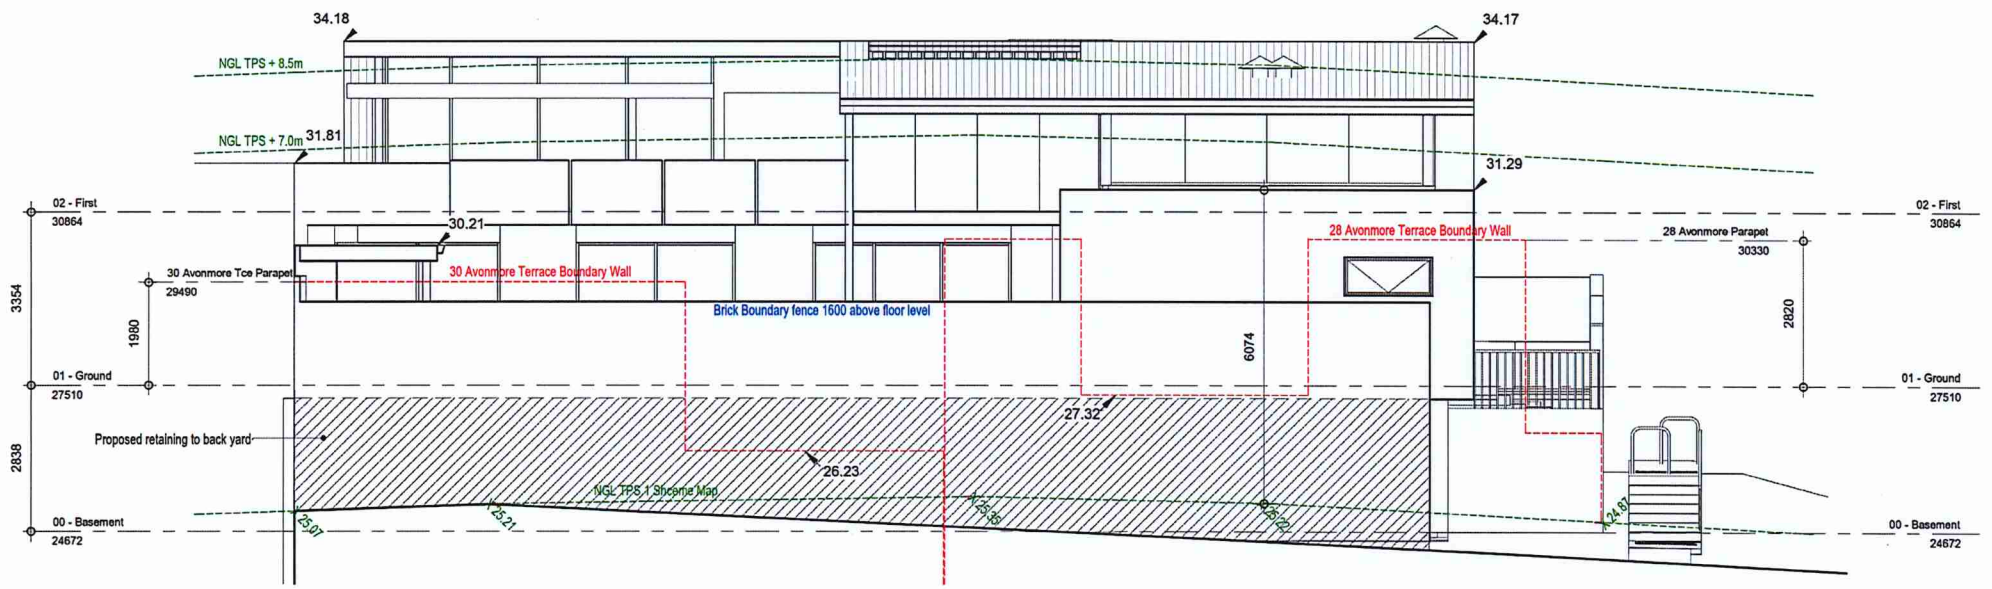 34.18
34.17
NGL TPS + 8.5m
NGL TPS + 7.0m
31.81
31.29
02 - First
30864
02 - First
30864
30.21
28 Avonmore Terrace Boundary Wall
28 Avonmore Parapet
30330
30 Avonmore Tce Parapet
29490
30 Avonmore Terrace Boundary Wall
Brick Boundary fence 1600 above floor level
3354
1980
6074
2820
01 - Ground
27510
01 - Ground
27510
27.32
Proposed retaining to back yard
2838
26.23
NGL TPS 1 Shceme Map
25.07
25.21
25.35
25.22
24.87
00 - Basement
24672
00 - Basement
24672